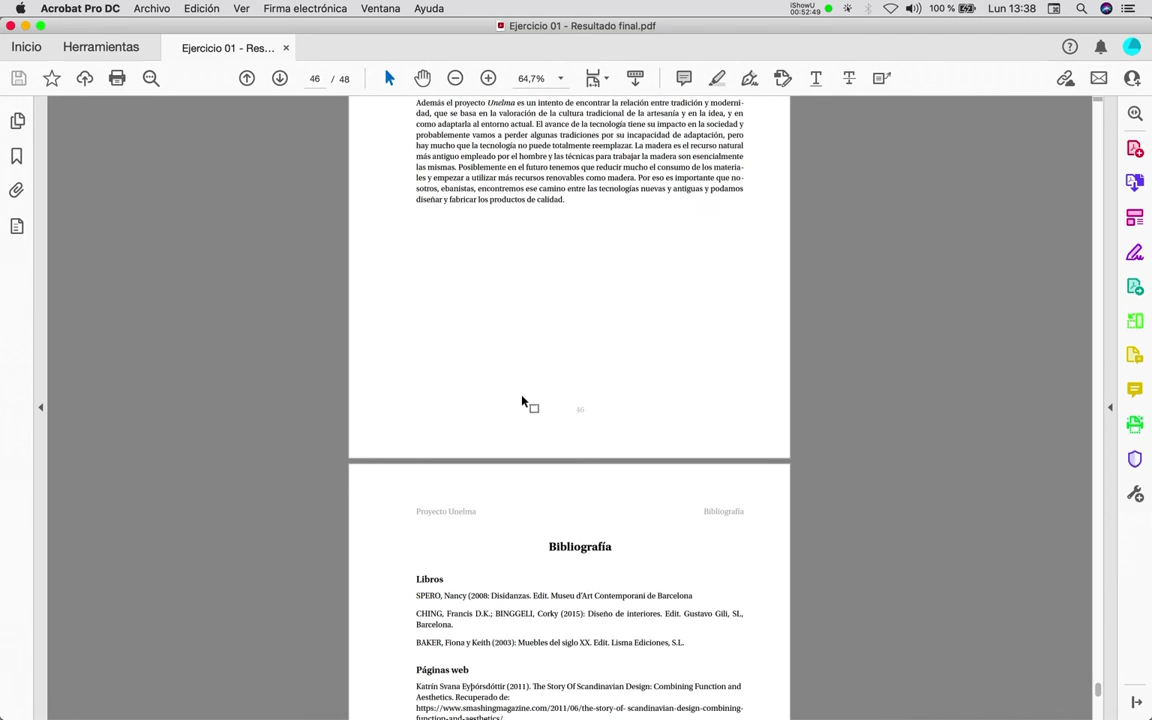 Acrobat Pro DC Archivo Edición Ver Firma electrónica Ventana Ayuda iShowU 00:52:49 100 % Lun 13:38
Ejercicio 01 - Resultado final.pdf
Inicio Herramientas Ejercicio 01 - Res... ×
46 / 48 64,7%
Además el proyecto Unelma es un intento de encontrar la relación entre tradición y moderni-
dad, que se basa en la valoración de la cultura tradicional de la artesanía y en la idea, y en
como adaptarla al entorno actual. El avance de la tecnología tiene su impacto en la sociedad y
probablemente vamos a perder algunas tradiciones por su incapacidad de adaptación, pero
hay mucho que la tecnología no puede totalmente reemplazar. La madera es el recurso natural
más antiguo empleado por el hombre y las técnicas para trabajar la madera son esencialmente
las mismas. Posiblemente en el futuro tenemos que reducir mucho el consumo de los materia-
les y empezar a utilizar más recursos renovables como madera. Por eso es importante que no-
sotros, ebanistas, encontremos ese camino entre las tecnologías nuevas y antiguas y podamos
diseñar y fabricar los productos de calidad.
46
Proyecto Unelma Bibliografía
Bibliografía
Libros
SPERO, Nancy (2008: Disidanzas. Edit. Museu d'Art Contemporani de Barcelona
CHING, Francis D.K.; BINGGELI, Corky (2015): Diseño de interiores. Edit. Gustavo Gili, SL,
Barcelona.
BAKER, Fiona y Keith (2003): Muebles del siglo XX. Edit. Lisma Ediciones, S.L.
Páginas web
Katrín Svana Eyþórsdóttir (2011). The Story Of Scandinavian Design: Combining Function and
Aesthetics. Recuperado de:
https://www.smashingmagazine.com/2011/06/the-story-of- scandinavian-design-combining-
function-and-aesthetics/